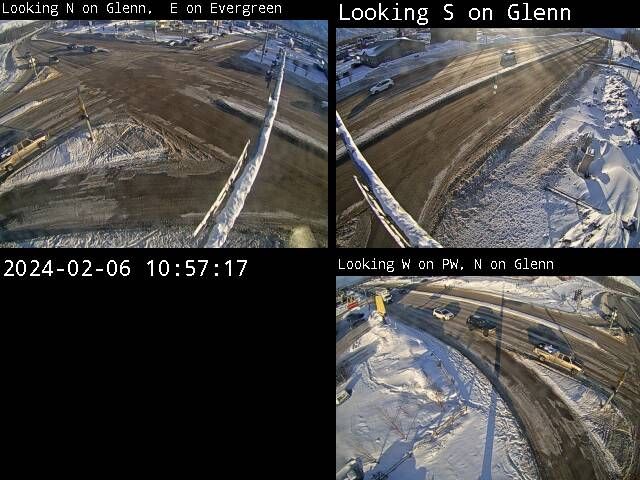 Looking N on Glenn,  E on Evergreen
Looking S on Glenn
2024-02-06 10:57:17
Looking W on PW, N on Glenn